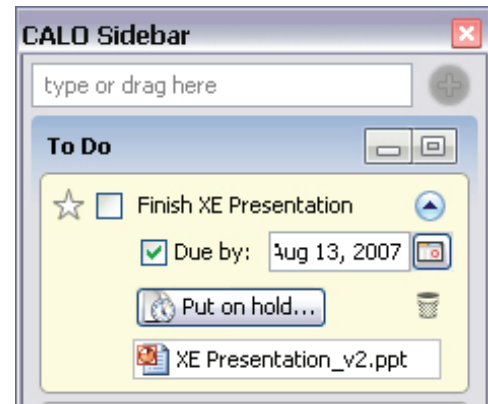 CALO Sidebar
type or drag here
To Do
Finish XE Presentation
Due by: Aug 13, 2007
Put on hold...
XE Presentation_v2.ppt